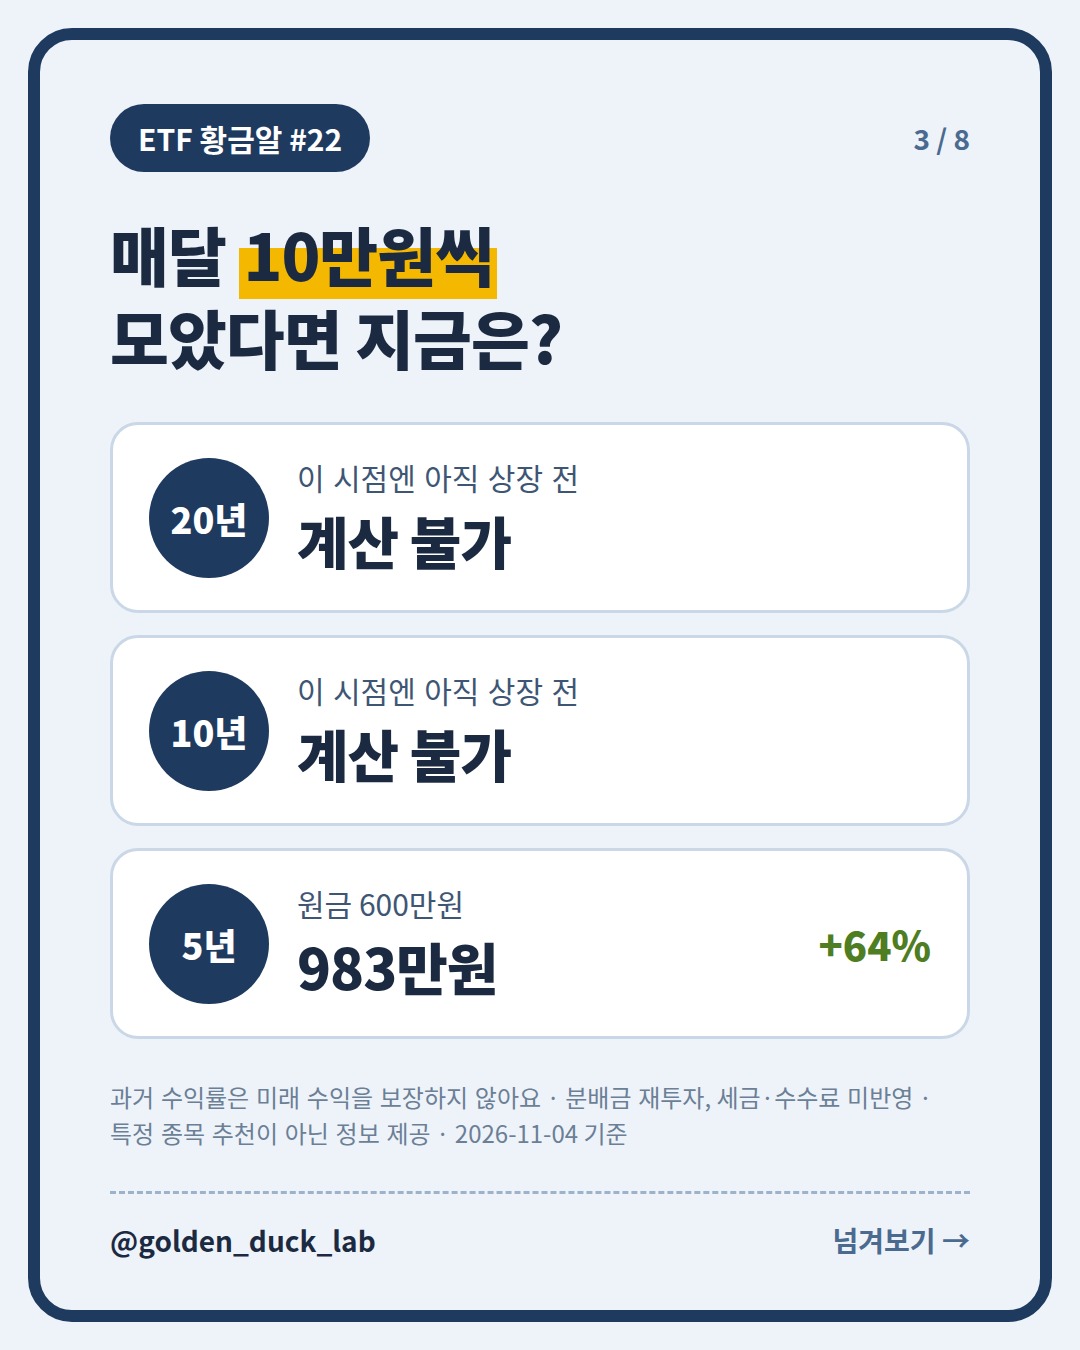 ETF 황금알 #22
3 / 8
매달 10만원씩
모았다면 지금은?
20년
이 시점엔 아직 상장 전
계산 불가
10년
이 시점엔 아직 상장 전
계산 불가
5년
원금 600만원
983만원
+64%
과거 수익률은 미래 수익을 보장하지 않아요 · 분배금 재투자, 세금·수수료 미반영 ·
특정 종목 추천이 아닌 정보 제공 · 2026-11-04 기준
@golden_duck_lab
넘겨보기 →